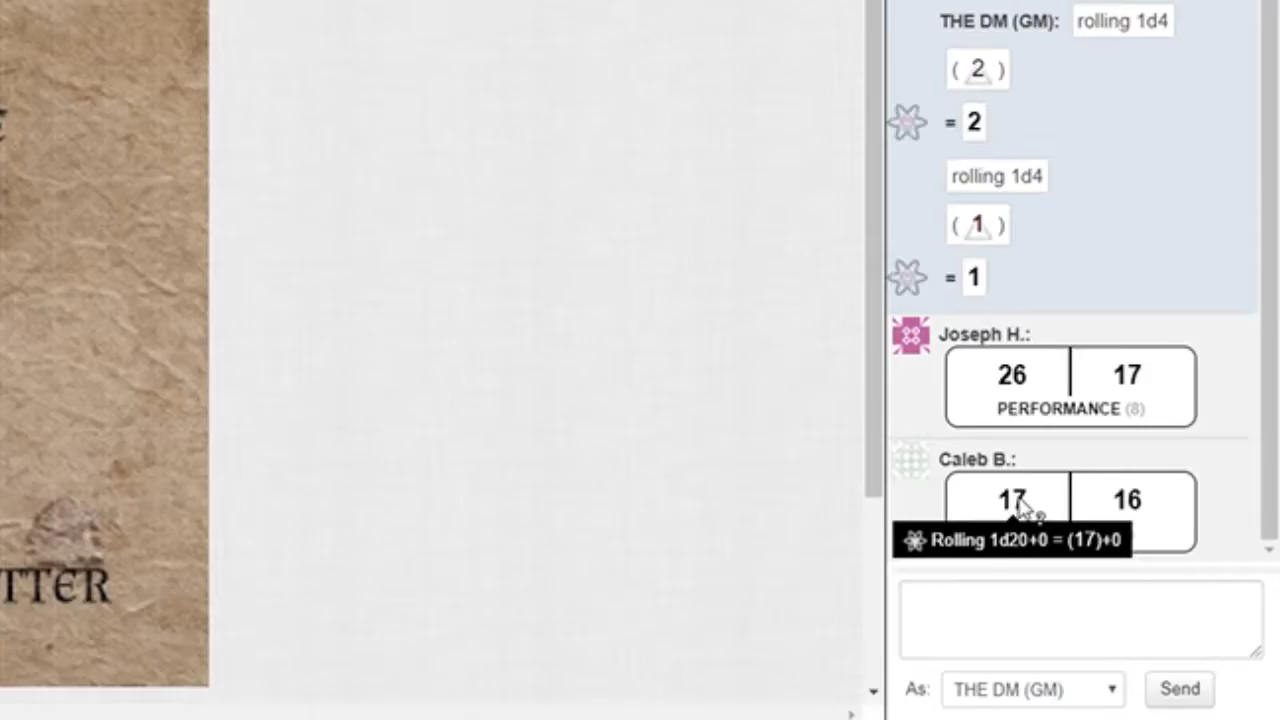 THE DM (GM): rolling 1d4
( 2 )
= 2
rolling 1d4
( 1 )
= 1
Joseph H.:
26 17
PERFORMANCE (8)
Caleb B.:
17 16
Rolling 1d20+0 = (17)+0
TTER
As: THE DM (GM) Send